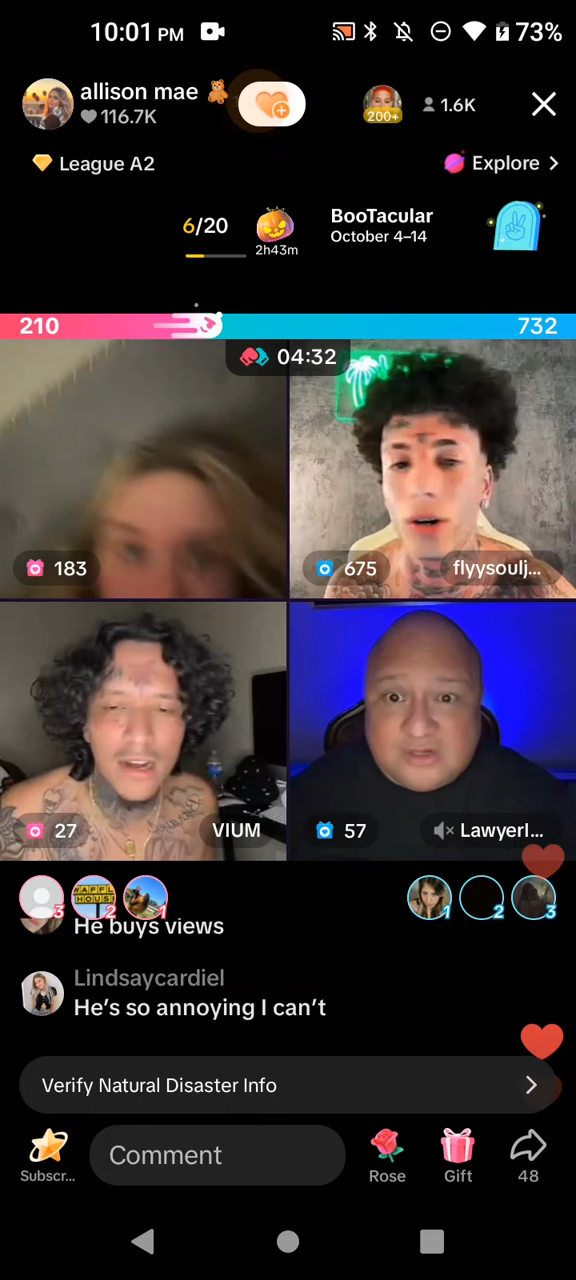 10:01 PM
73%
allison mae
116.7K
200+
1.6K
League A2
Explore
6/20
2h43m
BooTacular
October 4–14
210
732
04:32
183
675
flyysoulj...
27
VIUM
57
Lawyerl...
WAFFL
HOUS
3
2
1
1
2
3
He buys views
Lindsaycardiel
He's so annoying I can't
Verify Natural Disaster Info
Subscr...
Comment
Rose
Gift
48